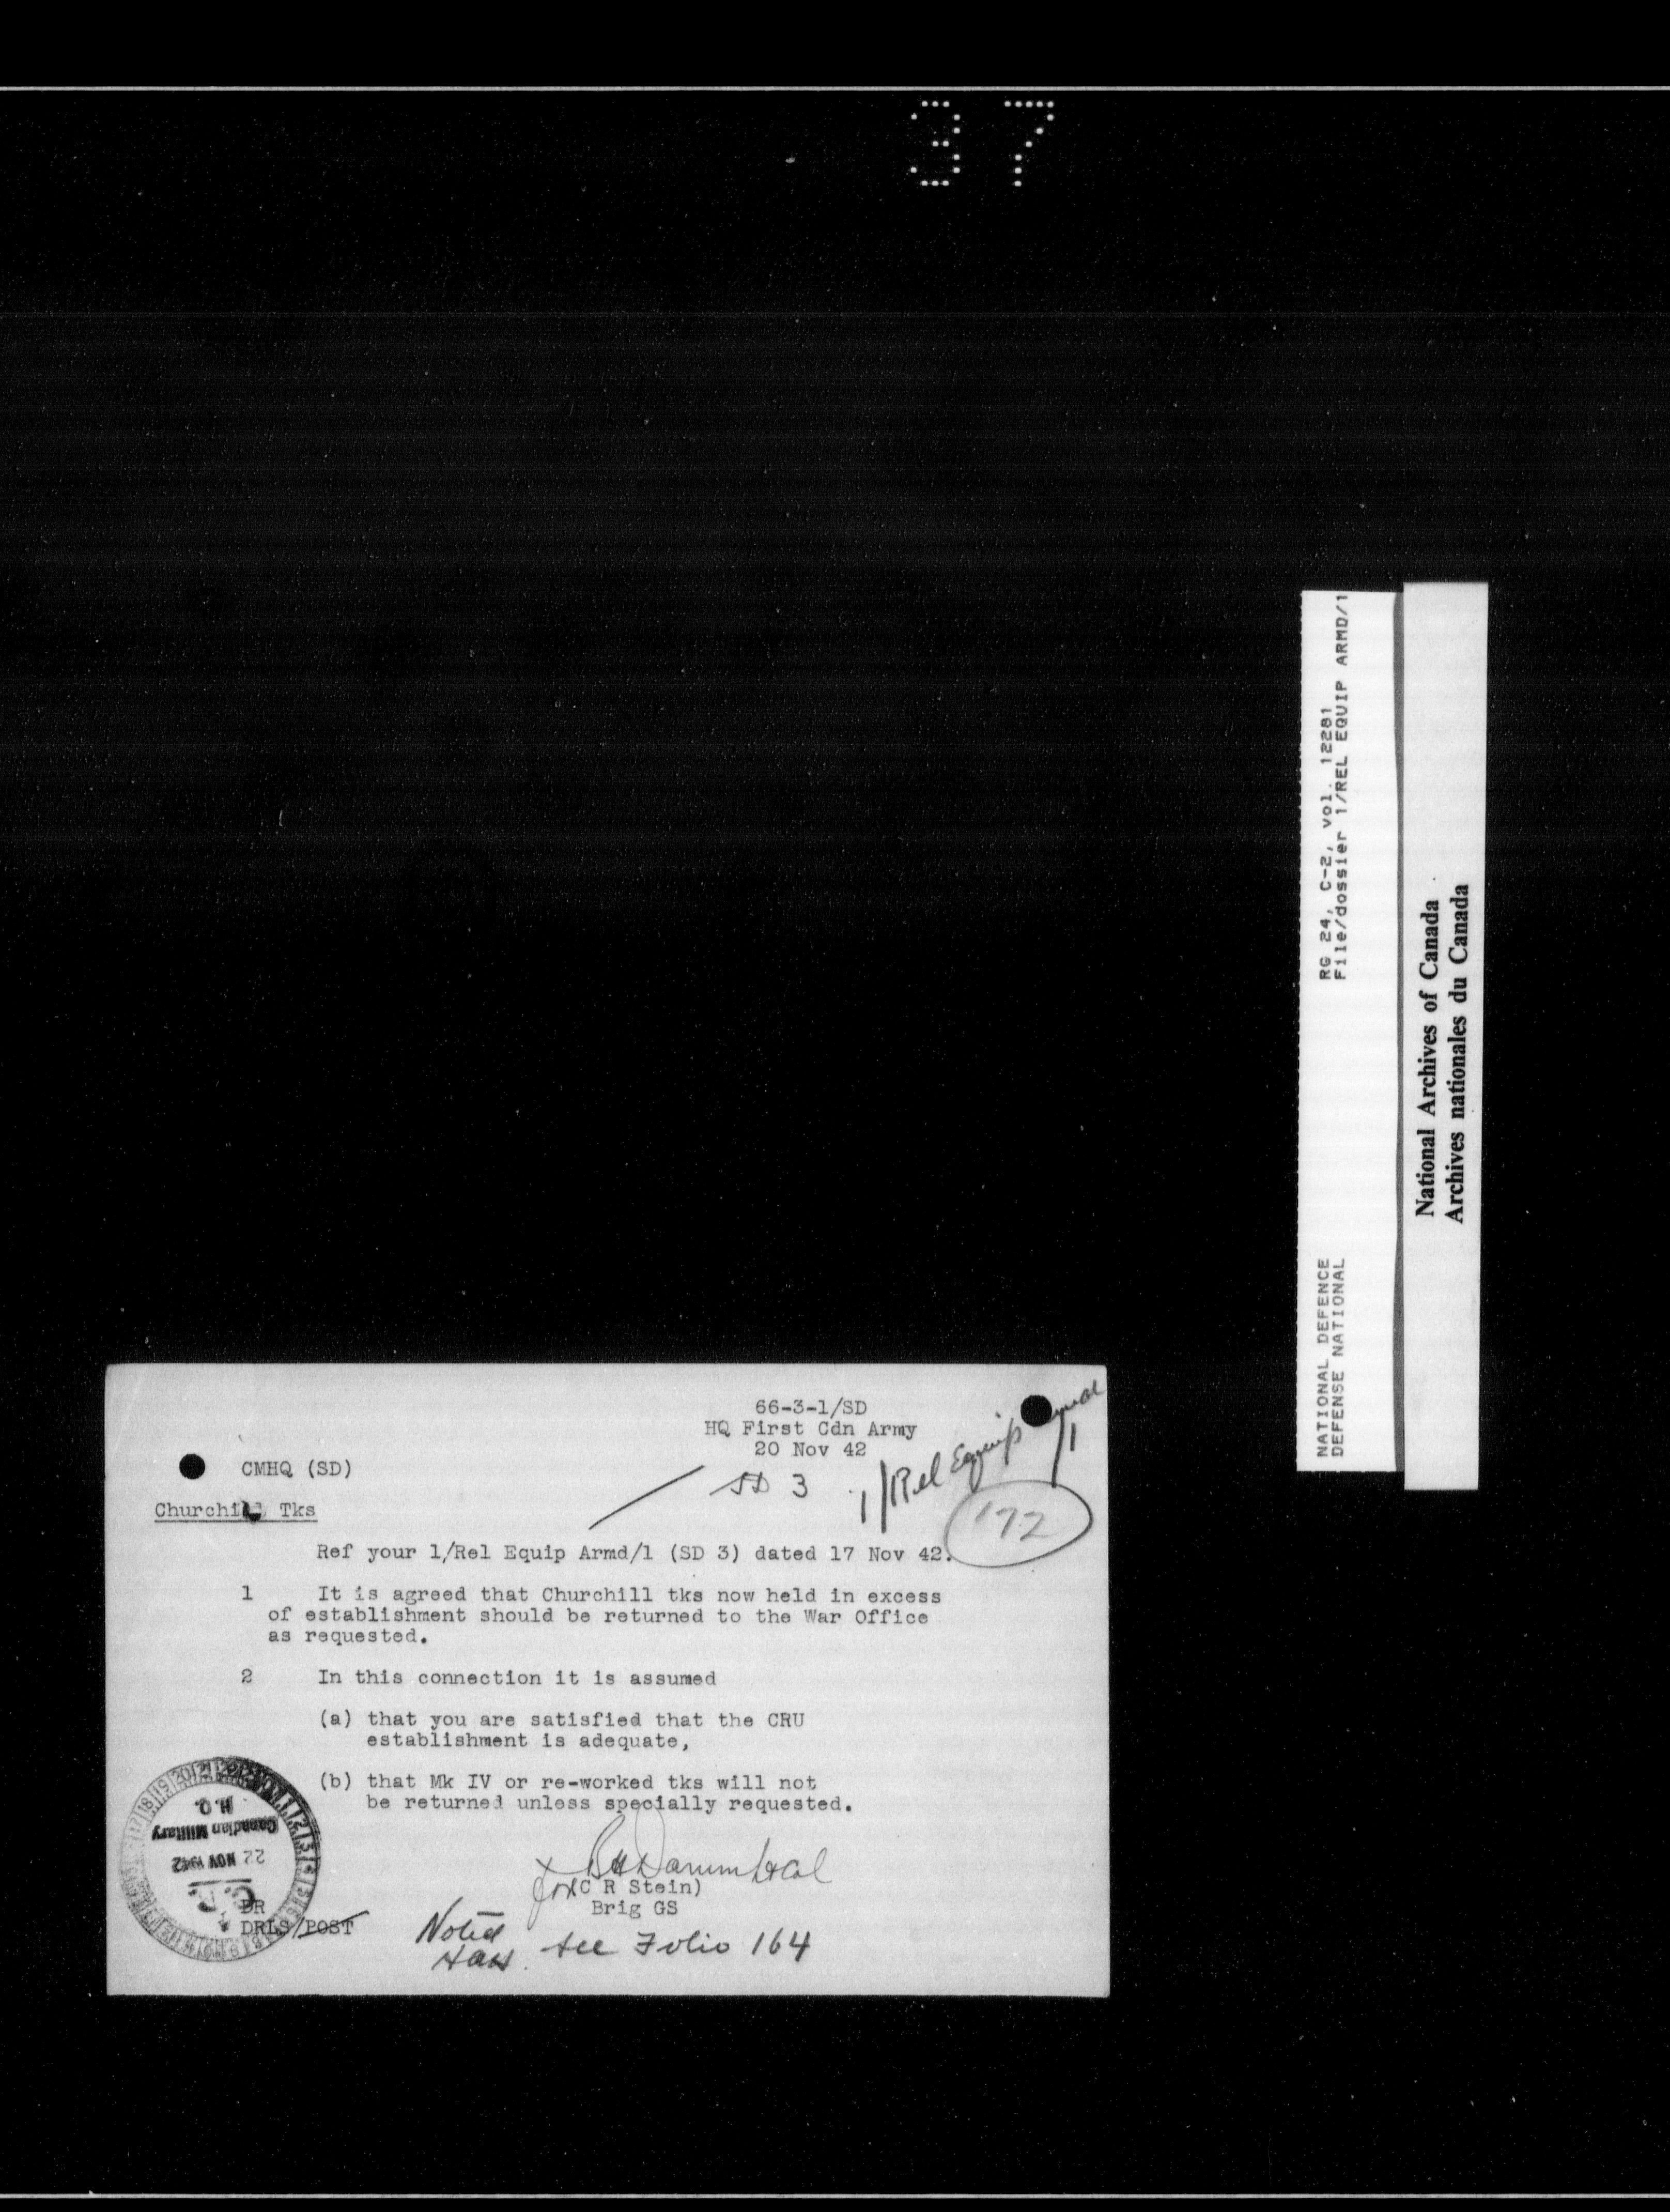 37
66-3-1/SD
HQ First Cdn Army
20 Nov 42
CMHQ (SD)
SD 3
1/Rel Equip
/1
172
Churchill Tks
Ref your 1/Rel Equip Armd/1 (SD 3) dated 17 Nov 42.
1 It is agreed that Churchill tks now held in excess
of establishment should be returned to the War Office
as requested.
2 In this connection it is assumed
(a) that you are satisfied that the CRU
establishment is adequate,
(b) that Mk IV or re-worked tks will not
be returned unless specially requested.
for (C R Stein)
Brig GS
DR
DRLS/POST
Noted
see Folio 164
C.R.
22 NOV 1942
Canadian Military
H.Q.
NATIONAL DEFENCE
DEFENSE NATIONAL
RG 24, C-2, vol. 12281
File/dossier 1/REL EQUIP ARMD/1
National Archives of Canada
Archives nationales du Canada